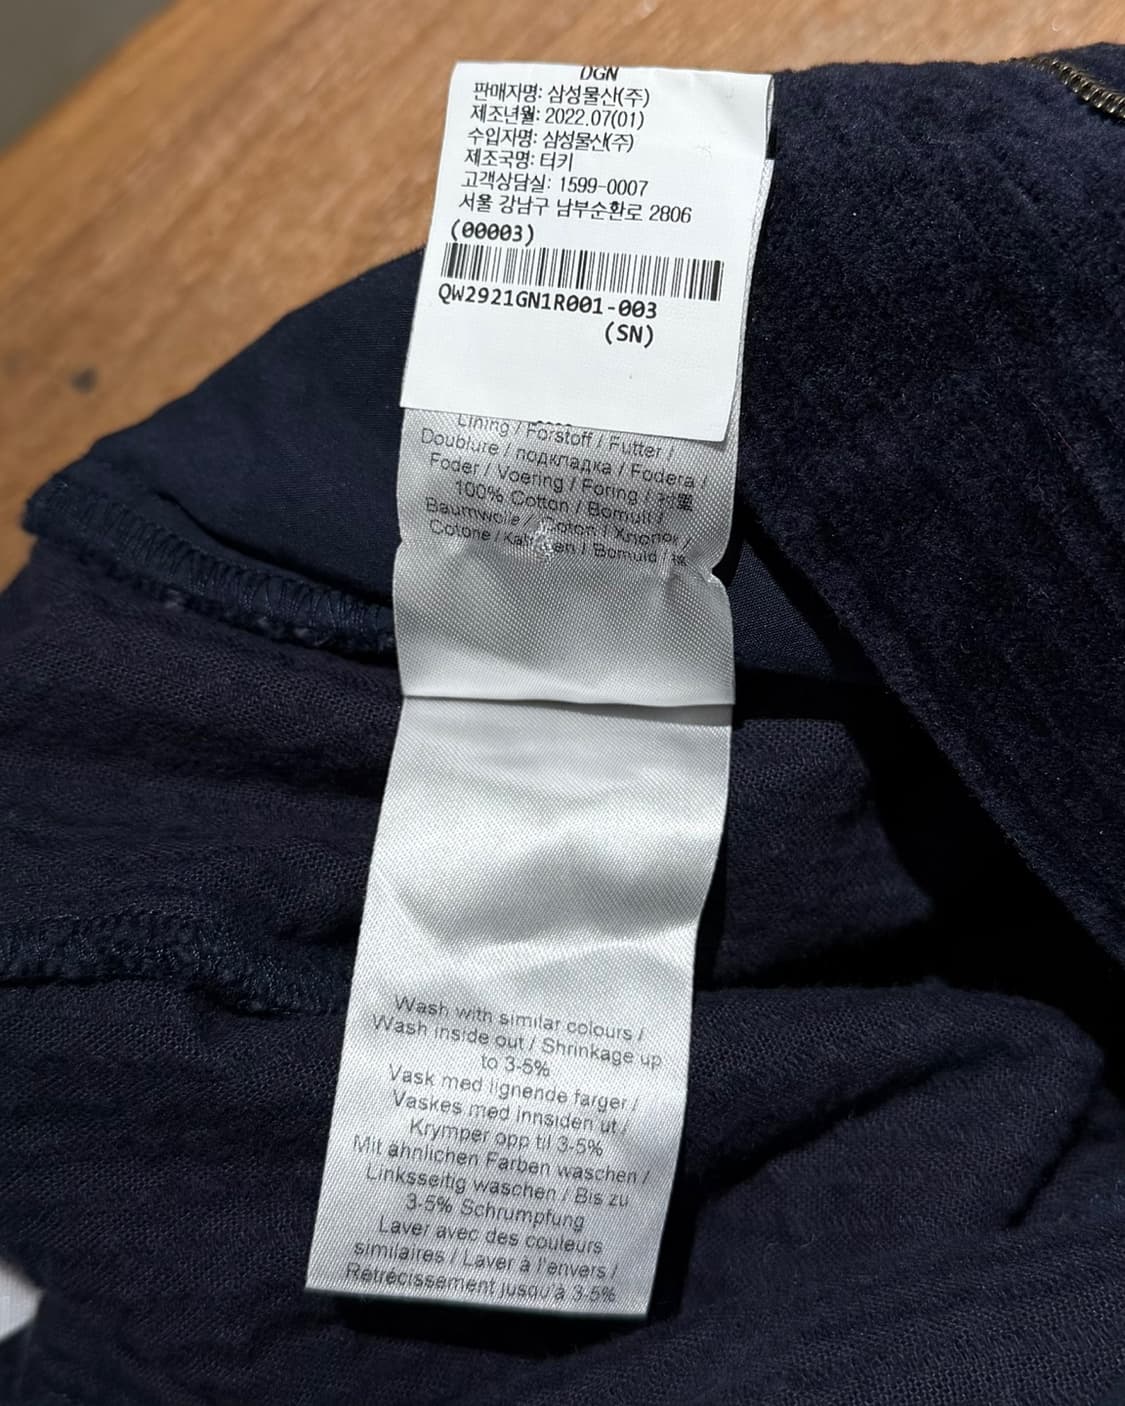 DGN
판매자명: 삼성물산(주)
제조년월: 2022.07(01)
수입자명: 삼성물산(주)
제조국명: 터키
고객상담실: 1599-0007
서울 강남구 남부순환로 2806
(00003)
QW2921GN1R001-003
(SN)
Lining / Forstoff / Futter /
Doublure / подкладка / Fodera /
Foder / Voering / Foring /
100% Cotton / Bomull /
Baumwolle / Coton / Хлопок /
Cotone / / Bomuld /
Wash with similar colours /
Wash inside out / Shrinkage up
to 3-5%
Vask med lignende farger /
Vaskes med innsiden ut /
Krymper opp til 3-5%
Mit ähnlichen Farben waschen /
Linksseitig waschen / Bis zu
3-5% Schrumpfung
Laver avec des couleurs
similaires / Laver à l'envers /
Rétrécissement jusqu'à 3-5%